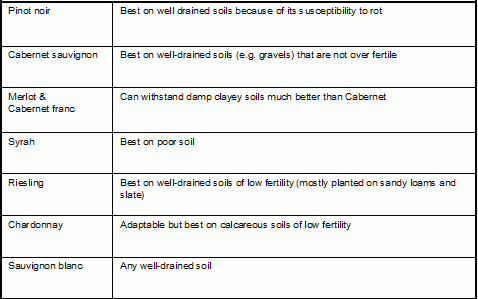 Pinot noir Best on well drained soils because of its susceptibility to rot
Cabernet sauvignon Best on well-drained soils (e.g. gravels) that are not over fertile
Merlot & Can withstand damp clayey soils much better than Cabernet
Cabernet franc
Syrah Best on poor soil
Riesling Best on well-drained soils of low fertility (mostly planted on sandy loams and
slate)
Chardonnay Adaptable but best on calcareous soils of low fertility
Sauvignon blanc Any well-drained soil